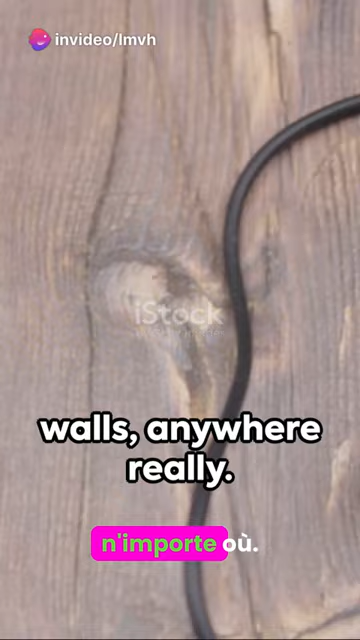 invideo/lmvh
iStock
walls, anywhere
really.
n'importe où.